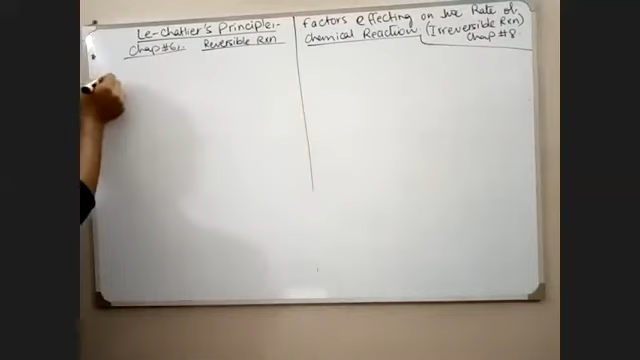 Le-Chatlier's Principle:-
Chap #6. Reversible Rxn
Factors effecting on the Rate of
Chemical Reaction (Irreversible Rxn)
Chap #8.